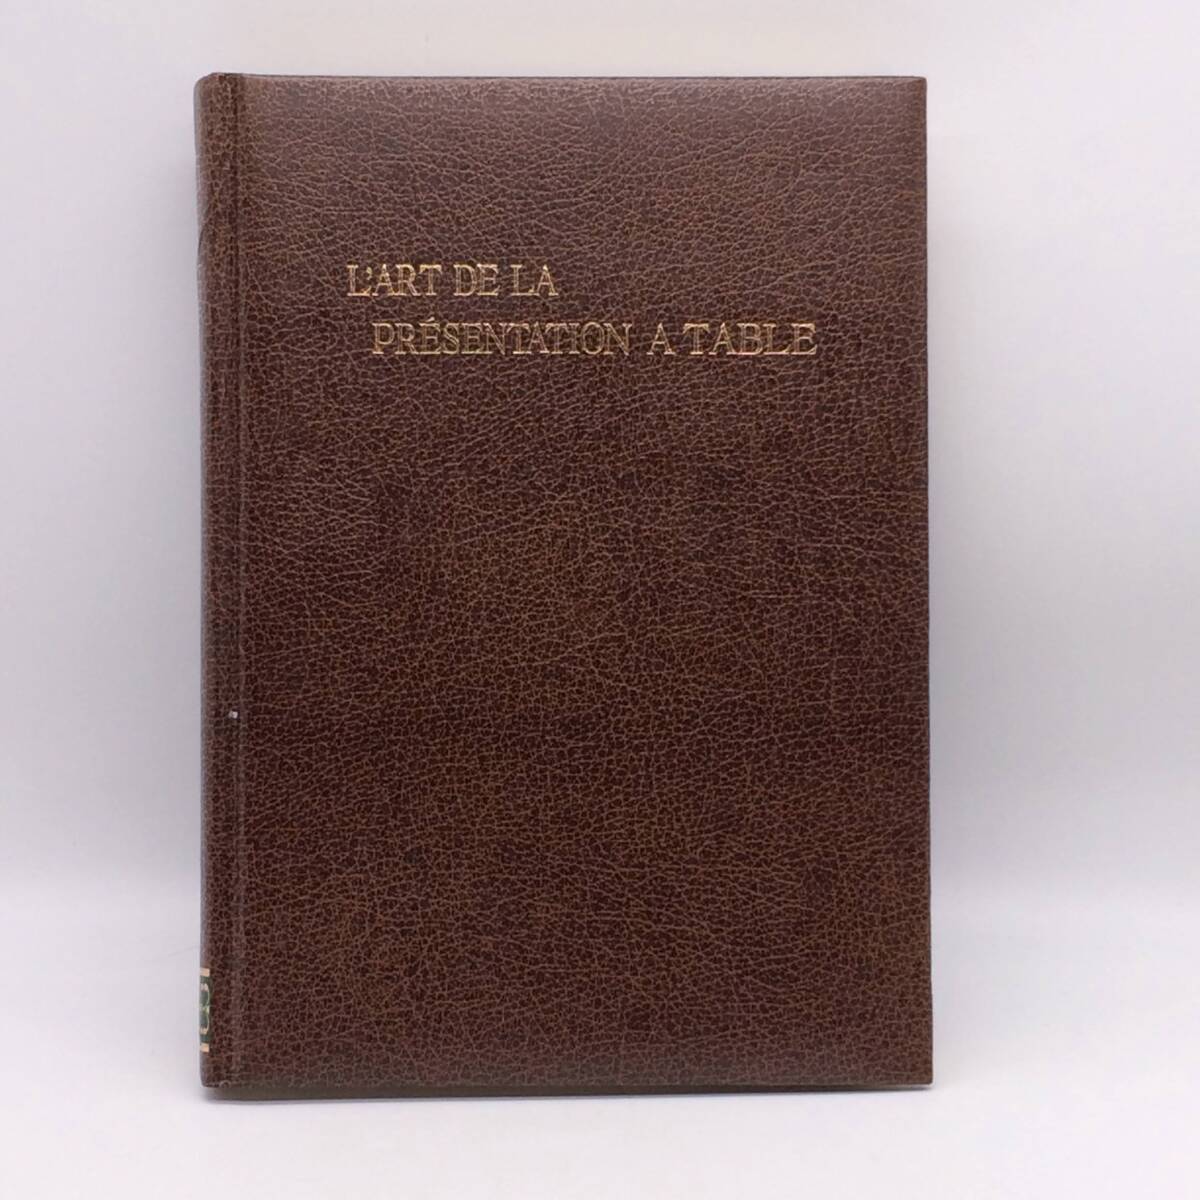 L'ART DE LA
PRÉSENTATION A TABLE